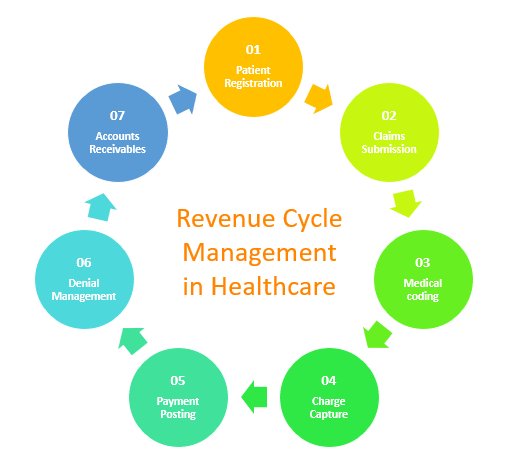 01
Patient
Registration
02
Claims
Submission
03
Medical
coding
04
Charge
Capture
05
Payment
Posting
06
Denial
Management
07
Accounts
Receivables
Revenue Cycle
Management
in Healthcare